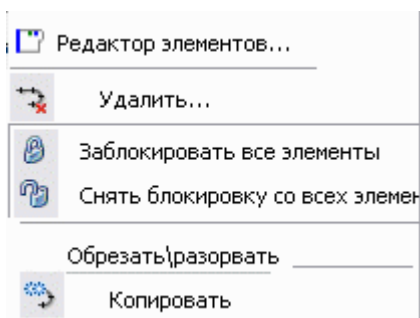 Редактор элементов...
Удалить...
Заблокировать все элементы
Снять блокировку со всех элемен
Обрезать\разорвать
Копировать